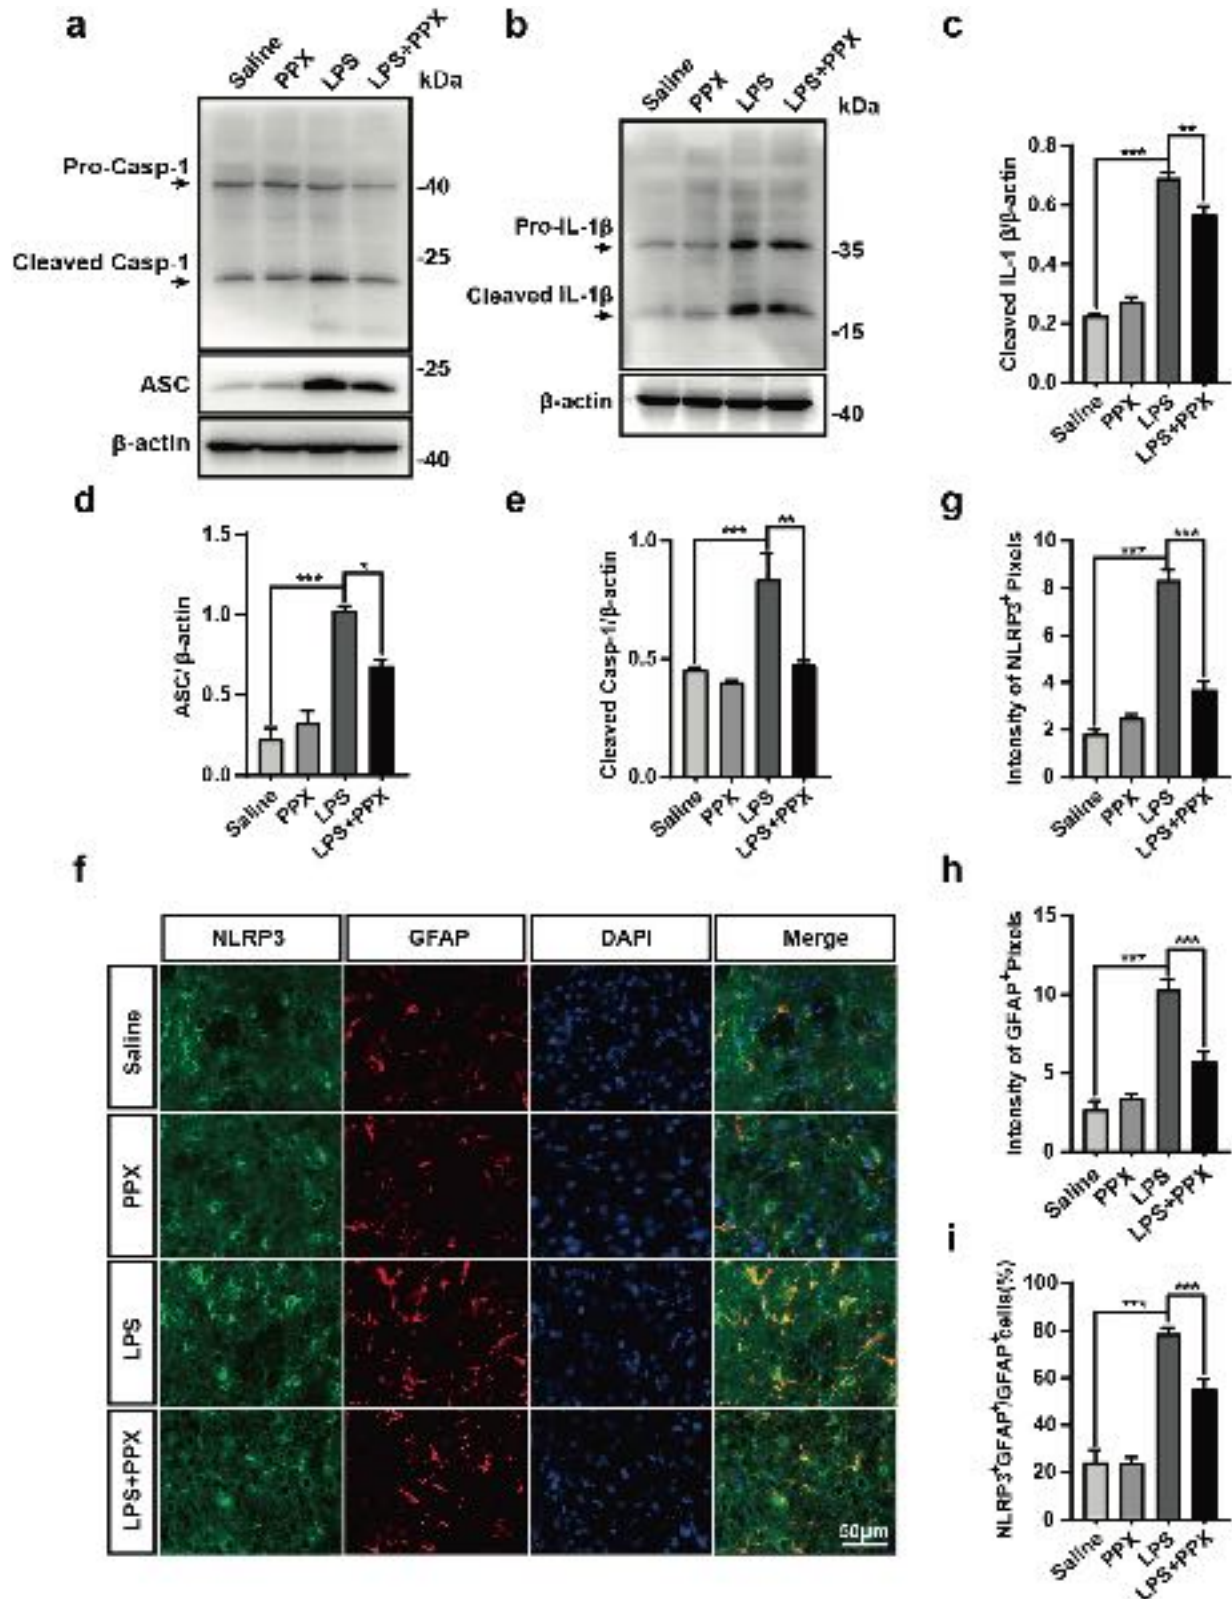 a
Saline PPX LPS LPS+PPX kDa
Pro-Casp-1
-40
-25
Cleaved Casp-1
-25
ASC
β-actin
-40
b
Saline PPX LPS LPS+PPX kDa
Pro-IL-1β
-35
Cleaved IL-1β
-15
β-actin
-40
c
Cleaved IL-1 β/β-actin
0.8
0.6
0.4
0.2
0.0
*** **
Saline PPX LPS LPS+PPX
d
ASC/ β-actin
1.5
1.0
0.5
0.0
*** *
Saline PPX LPS LPS+PPX
e
Cleaved Casp-1/β-actin
1.0
0.5
0.0
*** **
Saline PPX LPS LPS+PPX
g
Intensity of NLRP3+ Pixels
10
8
6
4
2
0
*** ***
Saline PPX LPS LPS+PPX
f
NLRP3 GFAP DAPI Merge
Saline
PPX
LPS
LPS+PPX
50μm
h
Intensity of GFAP+Pixels
15
10
5
0
*** ***
Saline PPX LPS LPS+PPX
i
NLRP3+GFAP+/GFAP+cells(%)
100
80
60
40
20
0
*** ***
Saline PPX LPS LPS+PPX